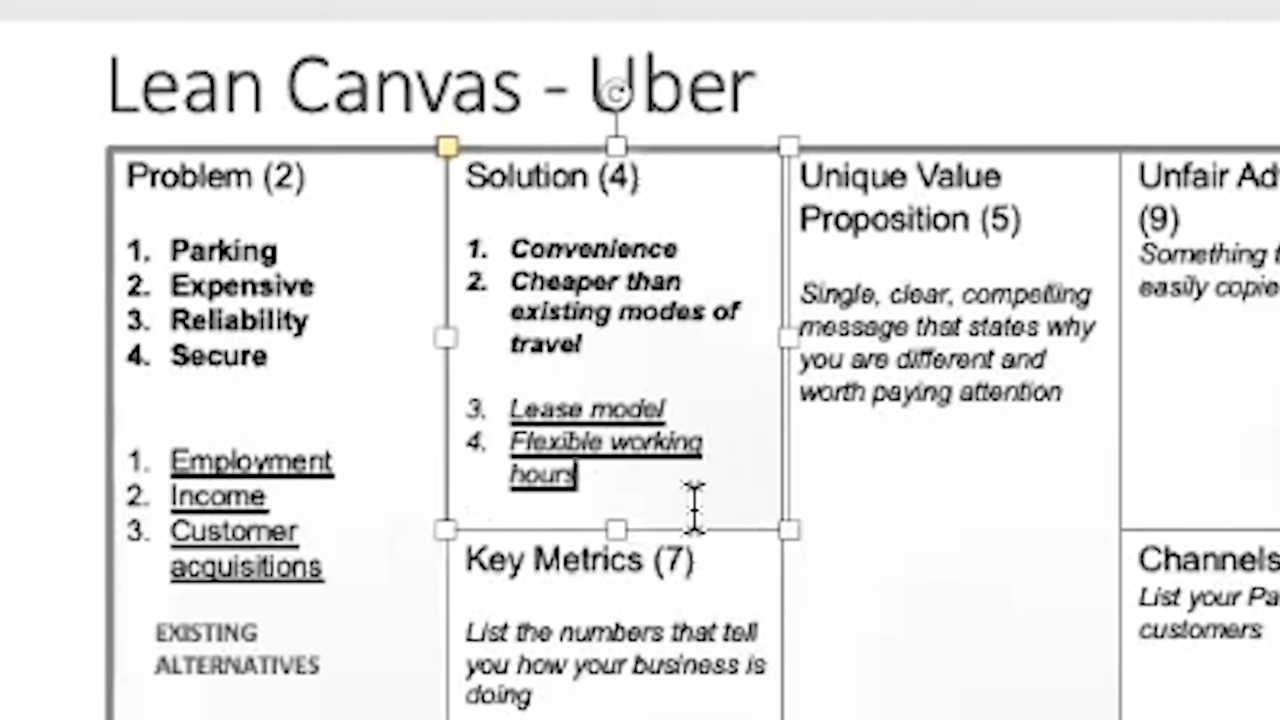 Lean Canvas - Uber
Problem (2)
1. Parking
2. Expensive
3. Reliability
4. Secure
1. Employment
2. Income
3. Customer
acquisitions
EXISTING
ALTERNATIVES
Solution (4)
1. Convenience
2. Cheaper than
existing modes of
travel
3. Lease model
4. Flexible working
hours
Key Metrics (7)
List the numbers that tell
you how your business is
doing
Unique Value
Proposition (5)
Single, clear, compelling
message that states why
you are different and
worth paying attention
Unfair Ad
(9)
Something t
easily copie
Channels
List your Pa
customers